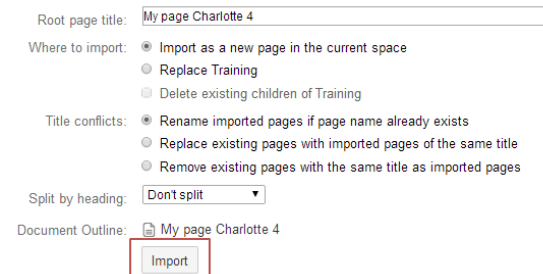 Root page title: My page Charlotte 4
Where to import: Import as a new page in the current space
Replace Training
Delete existing children of Training
Title conflicts: Rename imported pages if page name already exists
Replace existing pages with imported pages of the same title
Remove existing pages with the same title as imported pages
Split by heading: Don't split
Document Outline: My page Charlotte 4
Import